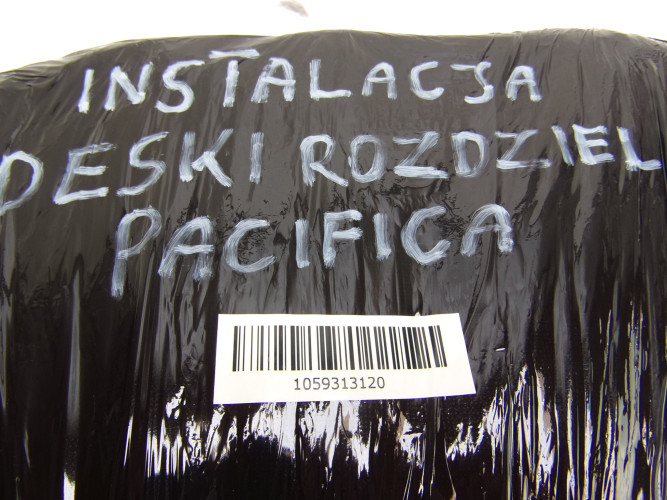 INSTALACJA
DESKI ROZDZIEL
PACIFICA
1059313120